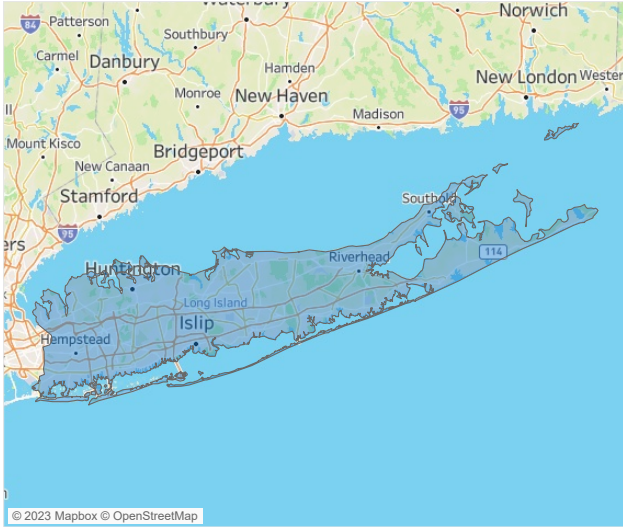 Waterbury
84
Patterson
Norwich
Southbury
Carmel
Danbury
Hamden
New London
Wester
Monroe
New Haven
95
Madison
Mount Kisco
Bridgeport
New Canaan
Stamford
Southold
95
ers
114
Riverhead
Huntington
Long Island
Islip
Hempstead
© 2023 Mapbox © OpenStreetMap